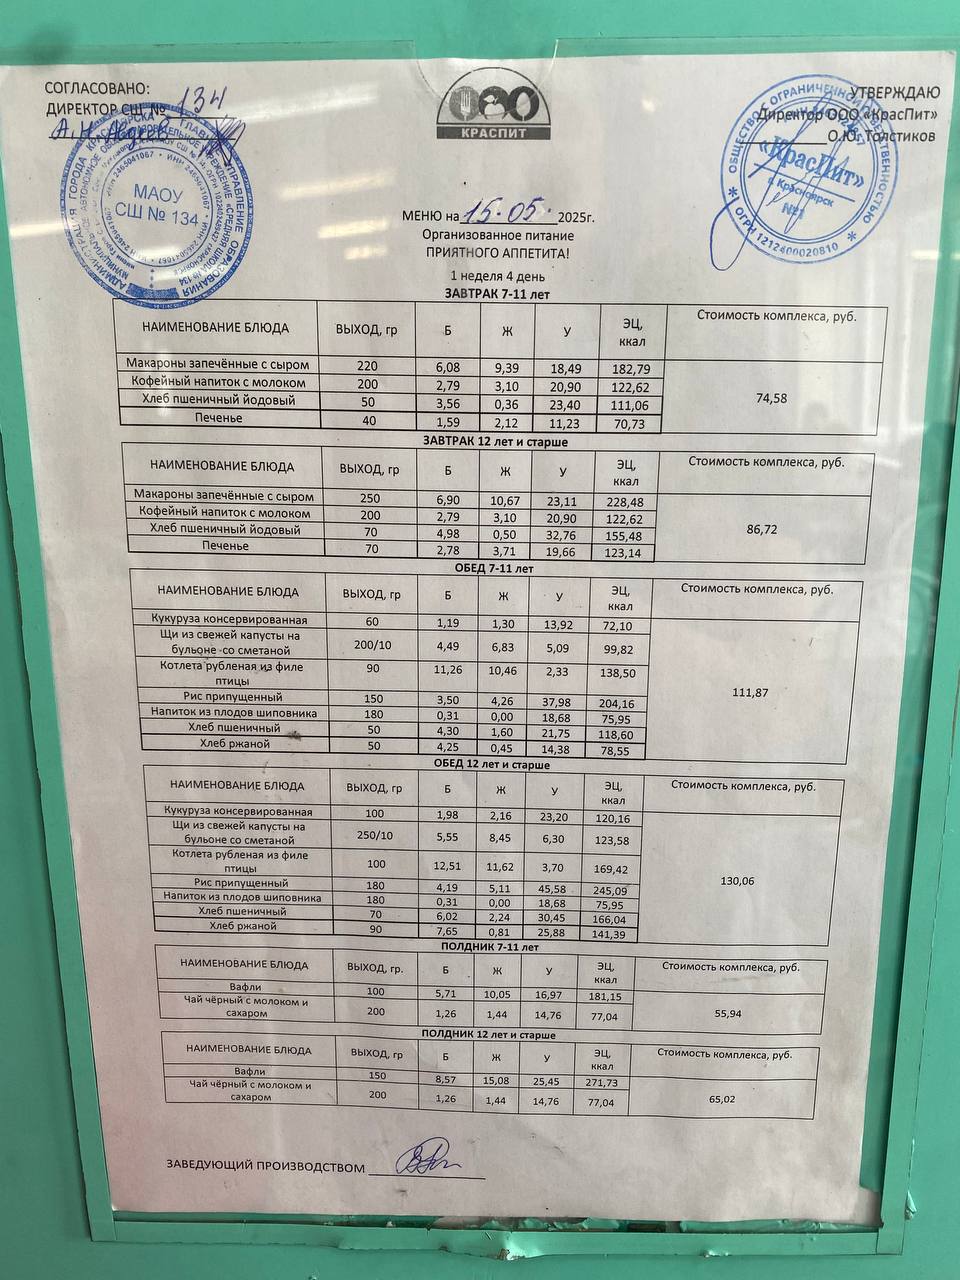 СОГЛАСОВАНО:
ДИРЕКТОР СШ № 134
А.Н. Авдеев
МАОУ
СШ № 134
КРАСПИТ
УТВЕРЖДАЮ
Директор ООО «КрасПит»
О.Ю. Толстиков
ОБЩЕСТВО С ОГРАНИЧЕННОЙ ОТВЕТСТВЕННОСТЬЮ
«КрасПит»
г. Красноярск
№1
ОГРН 1212400020810
МЕНЮ на 15.05. 2025г.
Организованное питание
ПРИЯТНОГО АППЕТИТА!
1 неделя 4 день
ЗАВТРАК 7-11 лет
НАИМЕНОВАНИЕ БЛЮДА ВЫХОД, гр Б Ж У ЭЦ, ккал Стоимость комплекса, руб.
Макароны запечённые с сыром 220 6,08 9,39 18,49 182,79
Кофейный напиток с молоком 200 2,79 3,10 20,90 122,62
74,58
Хлеб пшеничный йодовый 50 3,56 0,36 23,40 111,06
Печенье 40 1,59 2,12 11,23 70,73
ЗАВТРАК 12 лет и старше
НАИМЕНОВАНИЕ БЛЮДА ВЫХОД, гр Б Ж У ЭЦ, ккал Стоимость комплекса, руб.
Макароны запечённые с сыром 250 6,90 10,67 23,11 228,48
Кофейный напиток с молоком 200 2,79 3,10 20,90 122,62
86,72
Хлеб пшеничный йодовый 70 4,98 0,50 32,76 155,48
Печенье 70 2,78 3,71 19,66 123,14
ОБЕД 7-11 лет
НАИМЕНОВАНИЕ БЛЮДА ВЫХОД, гр Б Ж У ЭЦ, ккал Стоимость комплекса, руб.
Кукуруза консервированная 60 1,19 1,30 13,92 72,10
Щи из свежей капусты на
бульоне со сметаной 200/10 4,49 6,83 5,09 99,82
Котлета рубленая из филе
птицы 90 11,26 10,46 2,33 138,50
111,87
Рис припущенный 150 3,50 4,26 37,98 204,16
Напиток из плодов шиповника 180 0,31 0,00 18,68 75,95
Хлеб пшеничный 50 4,30 1,60 21,75 118,60
Хлеб ржаной 50 4,25 0,45 14,38 78,55
ОБЕД 12 лет и старше
НАИМЕНОВАНИЕ БЛЮДА ВЫХОД, гр Б Ж У ЭЦ, ккал Стоимость комплекса, руб.
Кукуруза консервированная 100 1,98 2,16 23,20 120,16
Щи из свежей капусты на
бульоне со сметаной 250/10 5,55 8,45 6,30 123,58
Котлета рубленая из филе
птицы 100 12,51 11,62 3,70 169,42
130,06
Рис припущенный 180 4,19 5,11 45,58 245,09
Напиток из плодов шиповника 180 0,31 0,00 18,68 75,95
Хлеб пшеничный 70 6,02 2,24 30,45 166,04
Хлеб ржаной 90 7,65 0,81 25,88 141,39
ПОЛДНИК 7-11 лет
НАИМЕНОВАНИЕ БЛЮДА ВЫХОД, гр. Б Ж У ЭЦ, ккал Стоимость комплекса, руб.
Вафли 100 5,71 10,05 16,97 181,15
Чай чёрный с молоком и
сахаром 200 1,26 1,44 14,76 77,04
55,94
ПОЛДНИК 12 лет и старше
НАИМЕНОВАНИЕ БЛЮДА ВЫХОД, гр Б Ж У ЭЦ, ккал Стоимость комплекса, руб.
Вафли 150 8,57 15,08 25,45 271,73
Чай чёрный с молоком и
сахаром 200 1,26 1,44 14,76 77,04
65,02
ЗАВЕДУЮЩИЙ ПРОИЗВОДСТВОМ